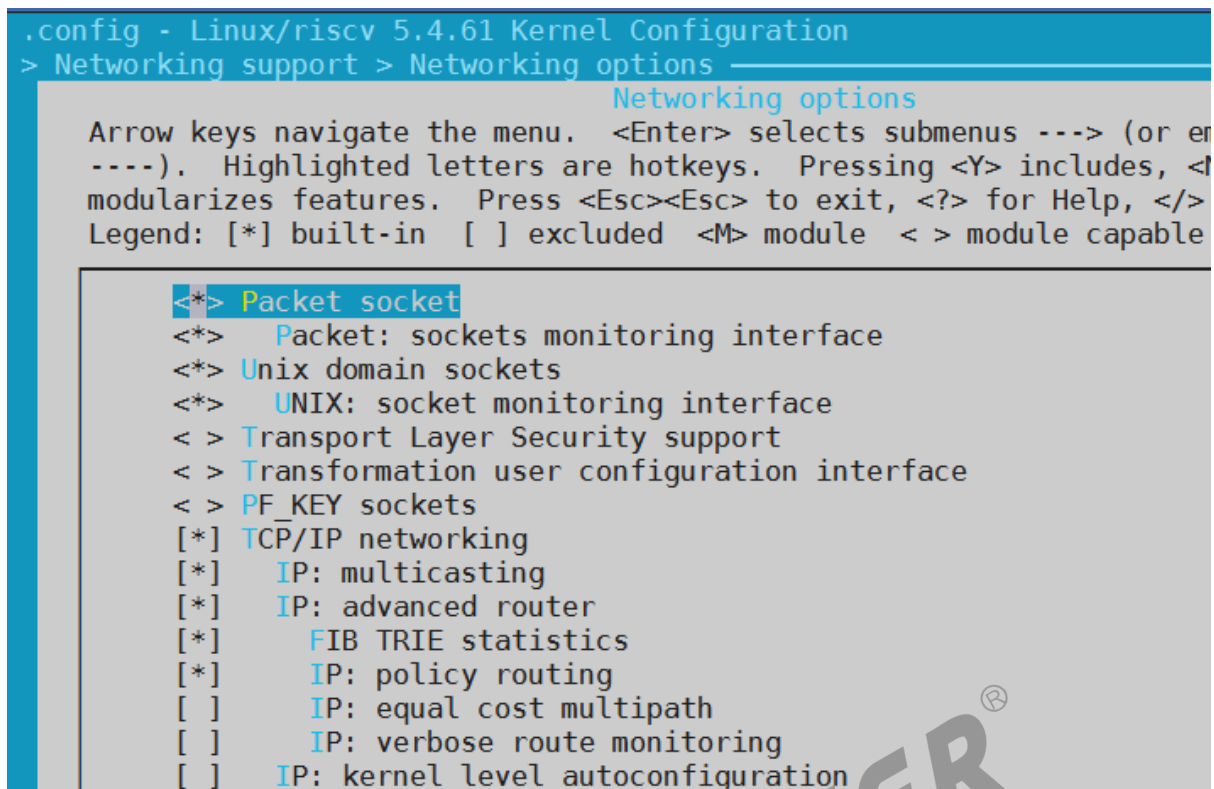 .config - Linux/riscv 5.4.61 Kernel Configuration
> Networking support > Networking options
Networking options
Arrow keys navigate the menu. <Enter> selects submenus ---> (or em
----). Highlighted letters are hotkeys. Pressing <Y> includes, <N
modularizes features. Press <Esc><Esc> to exit, <?> for Help, </>
Legend: [*] built-in [ ] excluded <M> module < > module capable
<*> Packet socket
<*> Packet: sockets monitoring interface
<*> Unix domain sockets
<*> UNIX: socket monitoring interface
< > Transport Layer Security support
< > Transformation user configuration interface
< > PF_KEY sockets
[*] TCP/IP networking
[*] IP: multicasting
[*] IP: advanced router
[*] FIB TRIE statistics
[*] IP: policy routing
[ ] IP: equal cost multipath
[ ] IP: verbose route monitoring
[ ] IP: kernel level autoconfiguration